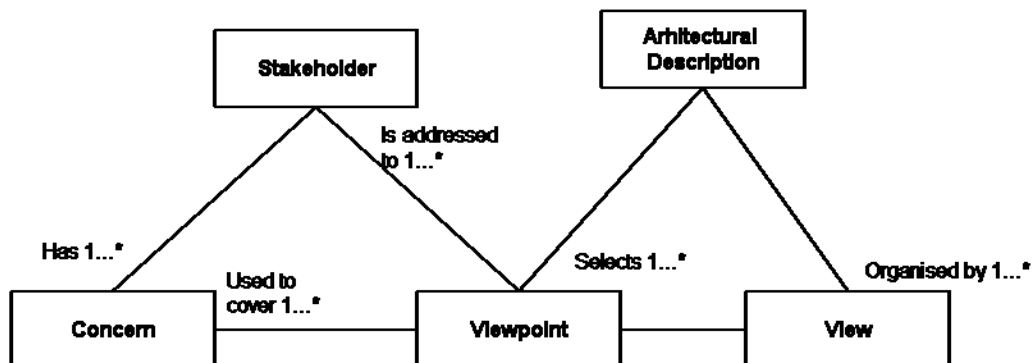 Stakeholder
Arhitectural
Description
Is addressed
to 1...*
Has 1...*
Used to
cover 1...*
Selects 1...*
Organised by 1...*
Concern
Viewpoint
View